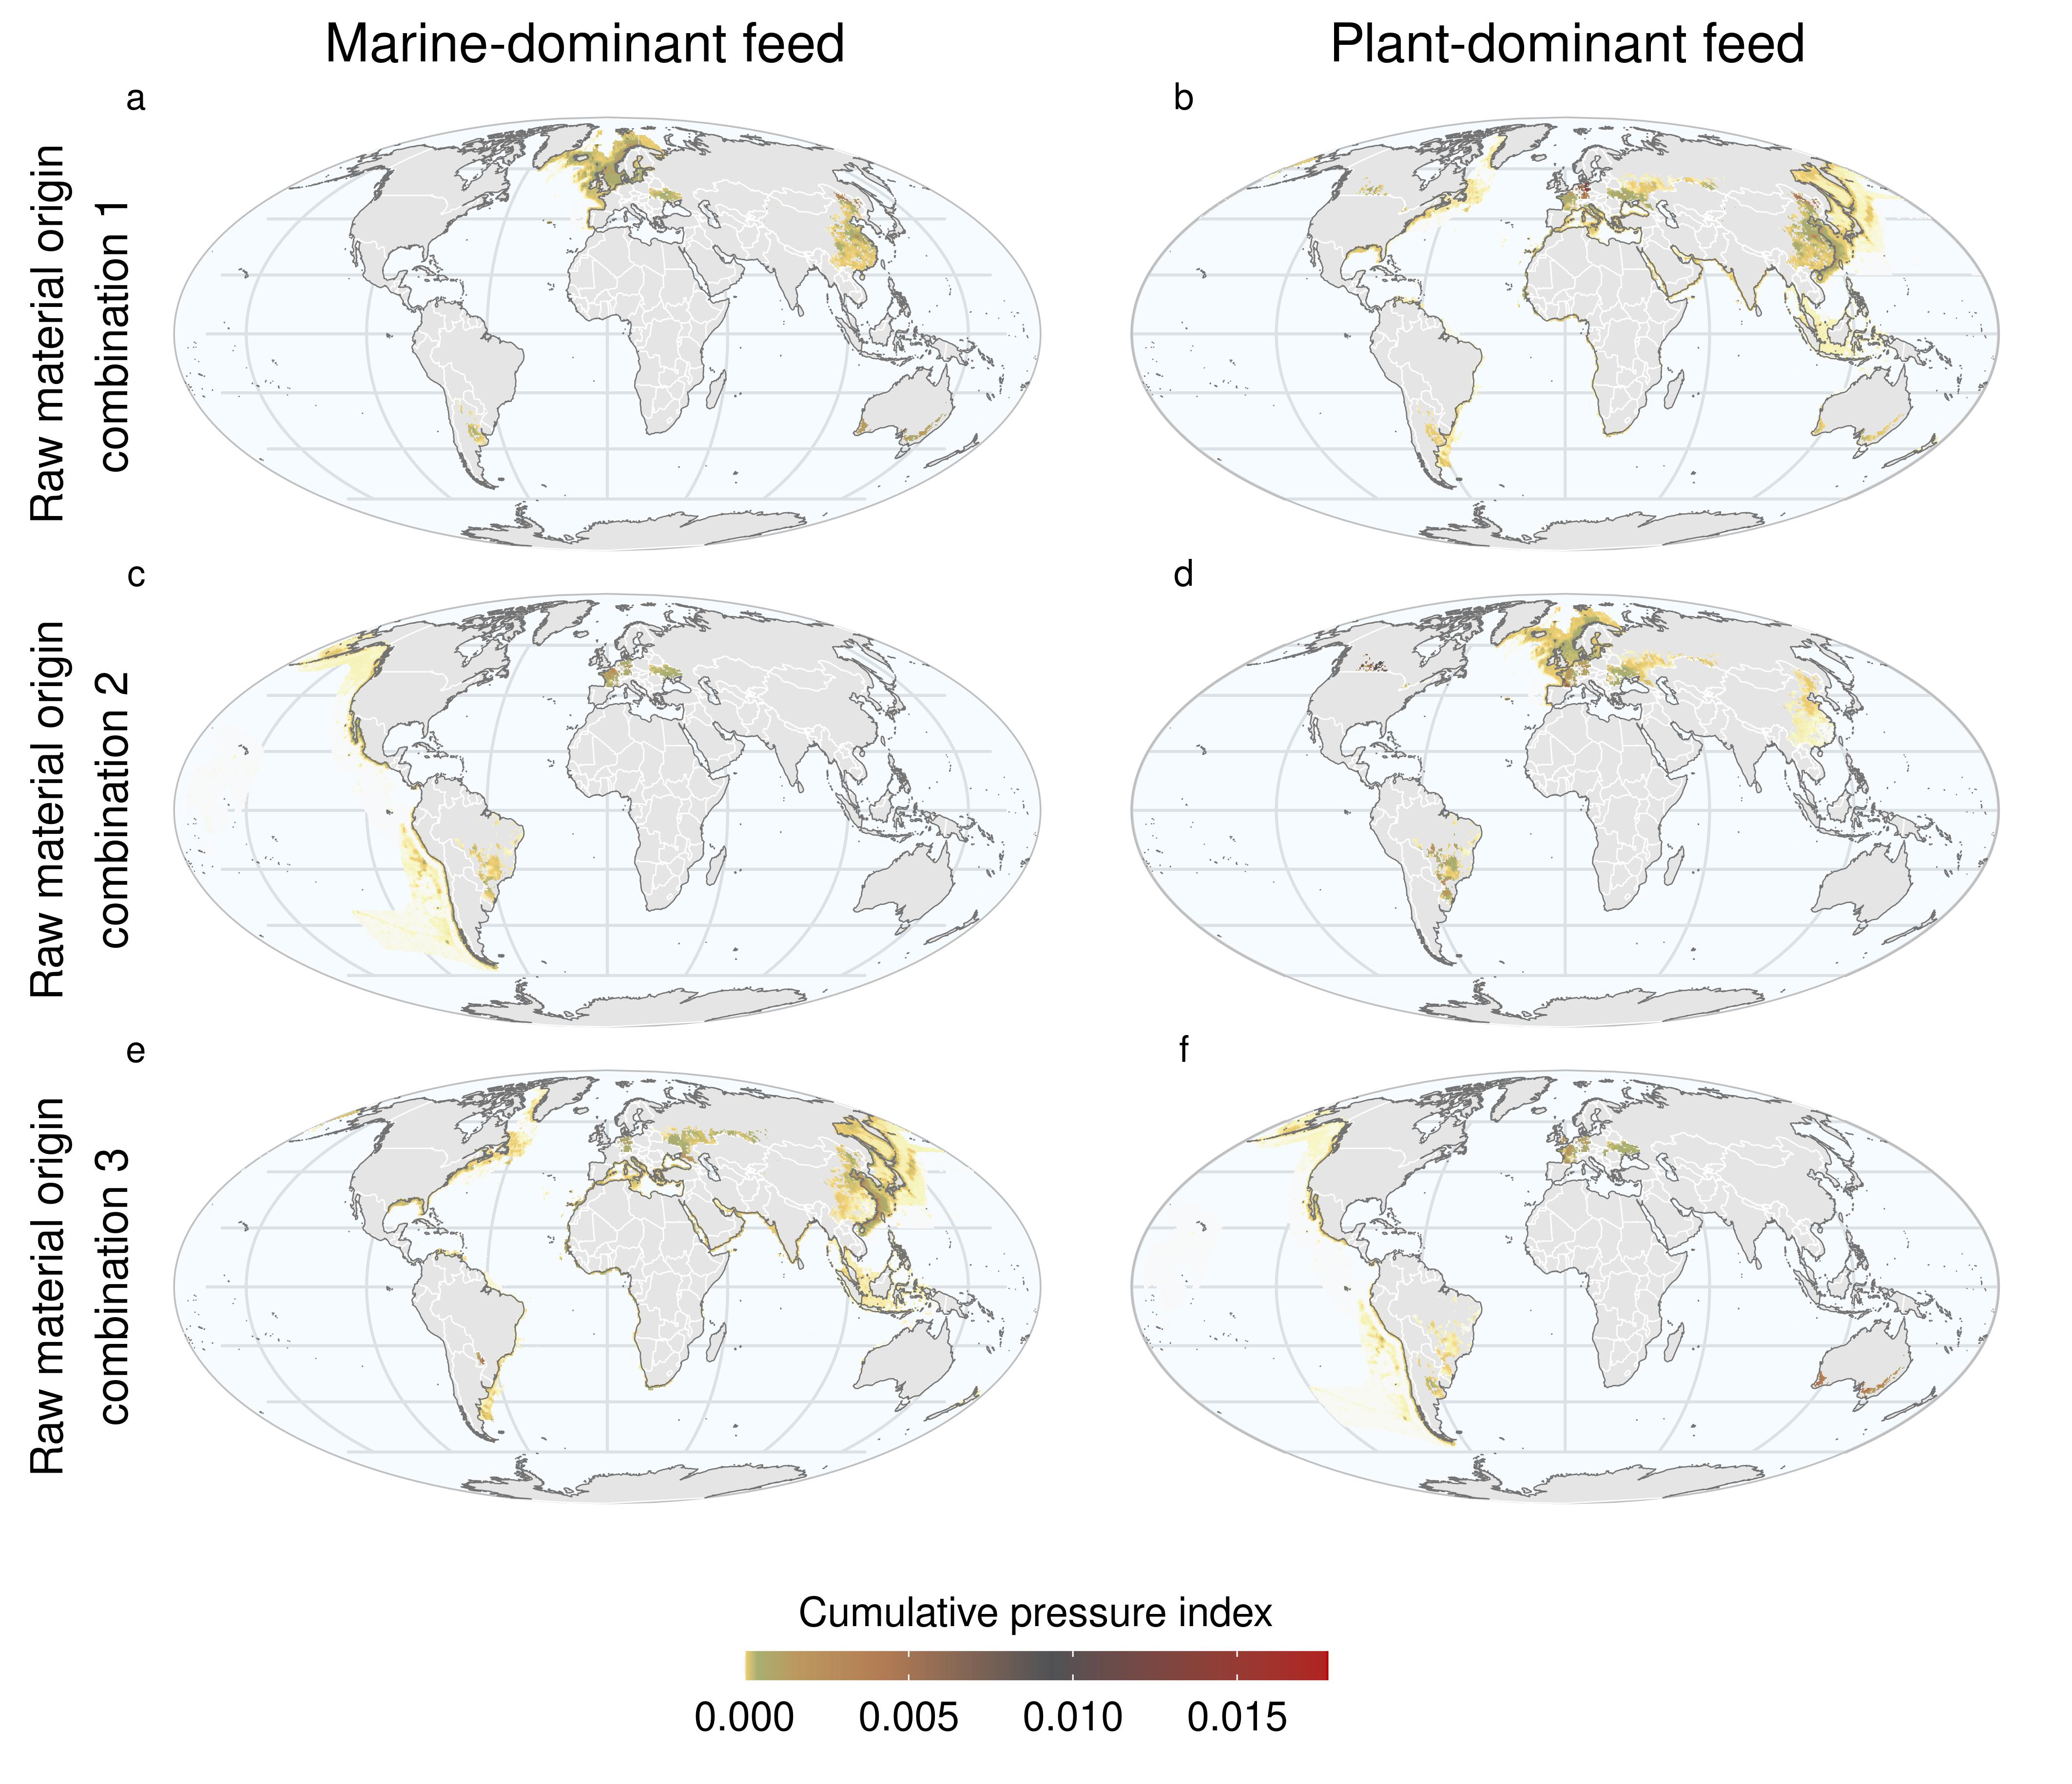 Marine-dominant feed
Plant-dominant feed
a
b
Raw material origin
combination 1
c
d
Raw material origin
combination 2
e
f
Raw material origin
combination 3
Cumulative pressure index
0.000 0.005 0.010 0.015